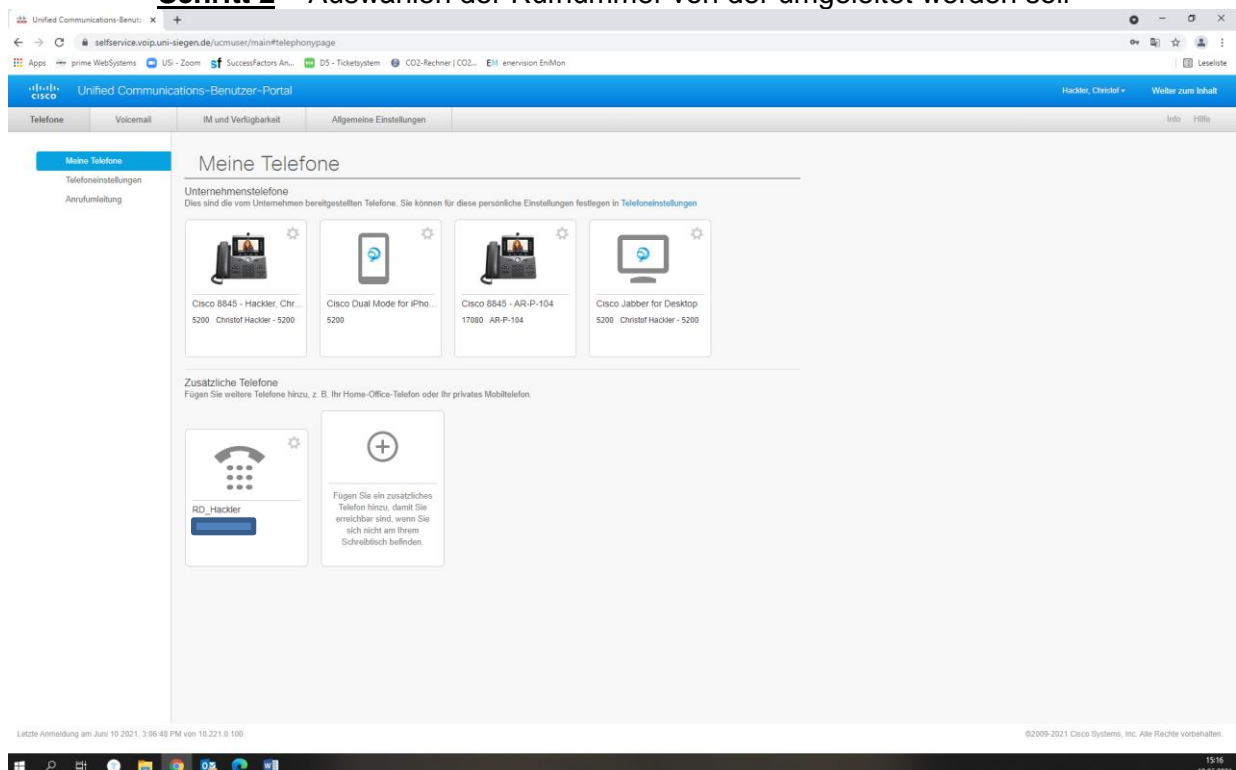 Schritt 2 – Auswählen der Rufnummer von der umgeleitet werden soll
Unified Communications-Benutz
selfservice.voip.uni-siegen.de/ucmuser/main#telephonypage
Apps prime WebSystems USi - Zoom SuccessFactors An... D5 - Ticketsystem CO2-Rechner | CO2... EM enervision EniMon Leseliste
cisco Unified Communications-Benutzer-Portal Hackler, Christof Weiter zum Inhalt
Telefone Voicemail IM und Verfügbarkeit Allgemeine Einstellungen Info Hilfe
Meine Telefone
Telefoneinstellungen
Anrufumleitung
Meine Telefone
Unternehmenstelefone
Dies sind die vom Unternehmen bereitgestellten Telefone. Sie können für diese persönliche Einstellungen festlegen in Telefoneinstellungen
Cisco 8845 - Hackler, Chr... Cisco Dual Mode for iPho... Cisco 8845 - AR-P-104 Cisco Jabber for Desktop
5200 Christof Hackler - 5200 5200 17080 AR-P-104 5200 Christof Hackler - 5200
Zusätzliche Telefone
Fügen Sie weitere Telefone hinzu, z. B. Ihr Home-Office-Telefon oder Ihr privates Mobiltelefon.
RD_Hackler
Fügen Sie ein zusätzliches
Telefon hinzu, damit Sie
erreichbar sind, wenn Sie
sich nicht am Ihrem
Schreibtisch befinden.
Letzte Anmeldung am Juni 10 2021, 3:06:48 PM von 10.221.0.100
©2009-2021 Cisco Systems, Inc. Alle Rechte vorbehalten.
15:16